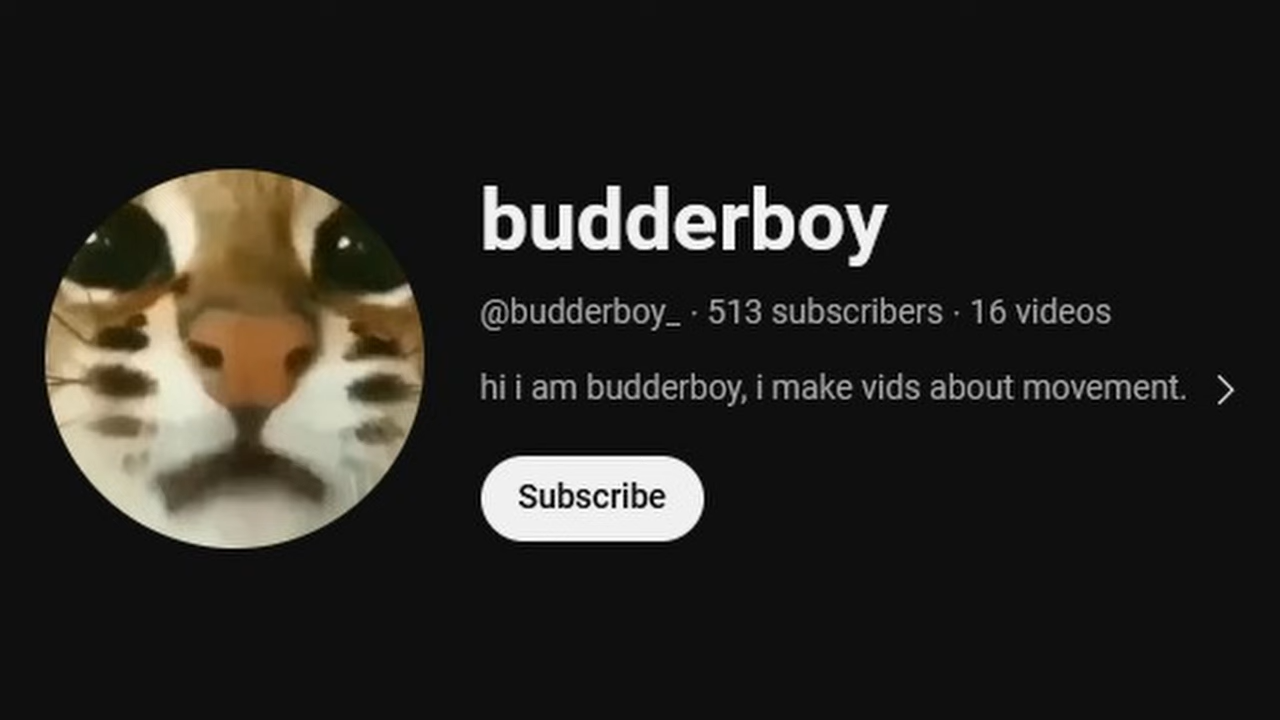 budderboy
@budderboy_ · 513 subscribers · 16 videos
hi i am budderboy, i make vids about movement.
Subscribe